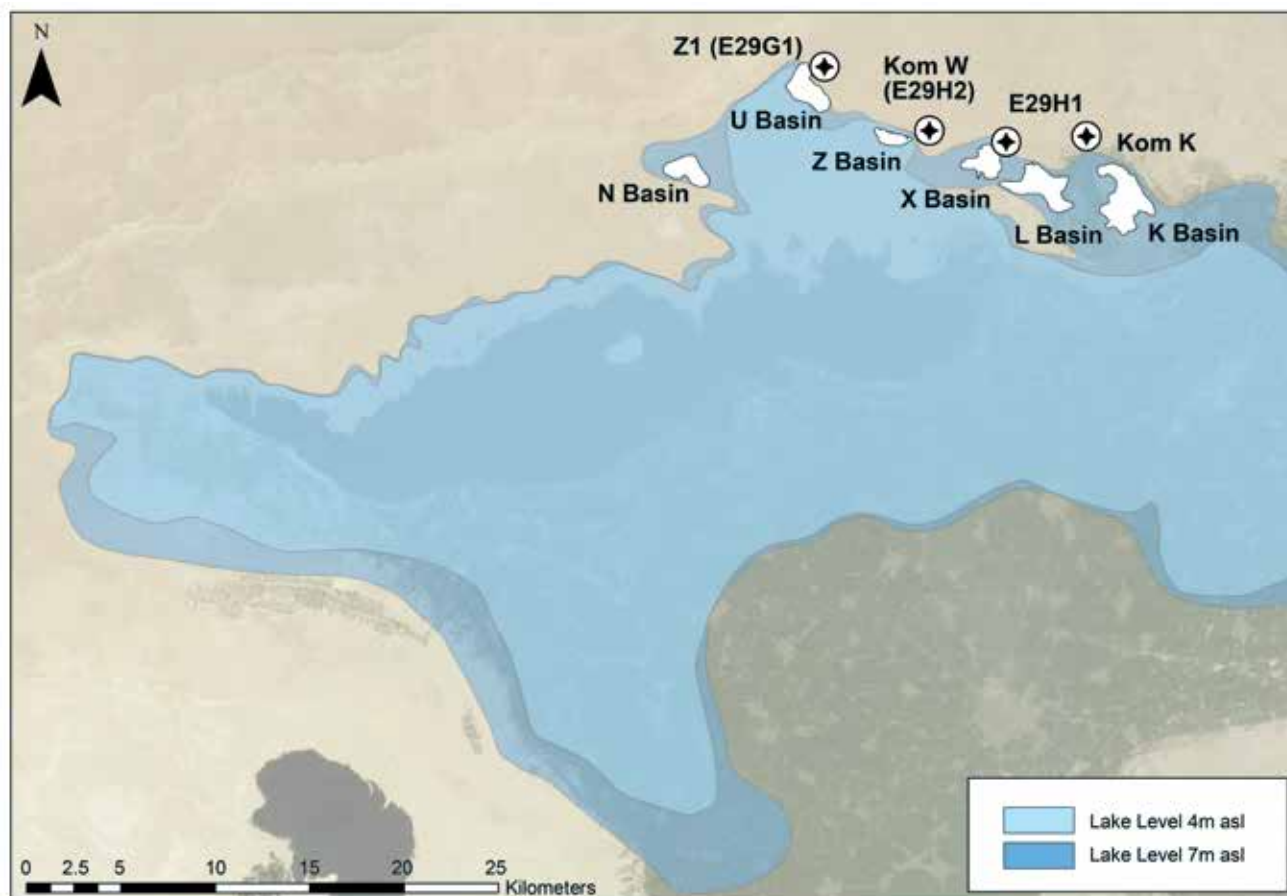 N
Z1 (E29G1)
Kom W
(E29H2)
E29H1
Kom K
U Basin
Z Basin
N Basin
X Basin
L Basin
K Basin
Lake Level 4m asl
Lake Level 7m asl
0 2.5 5 10 15 20 25
Kilometers